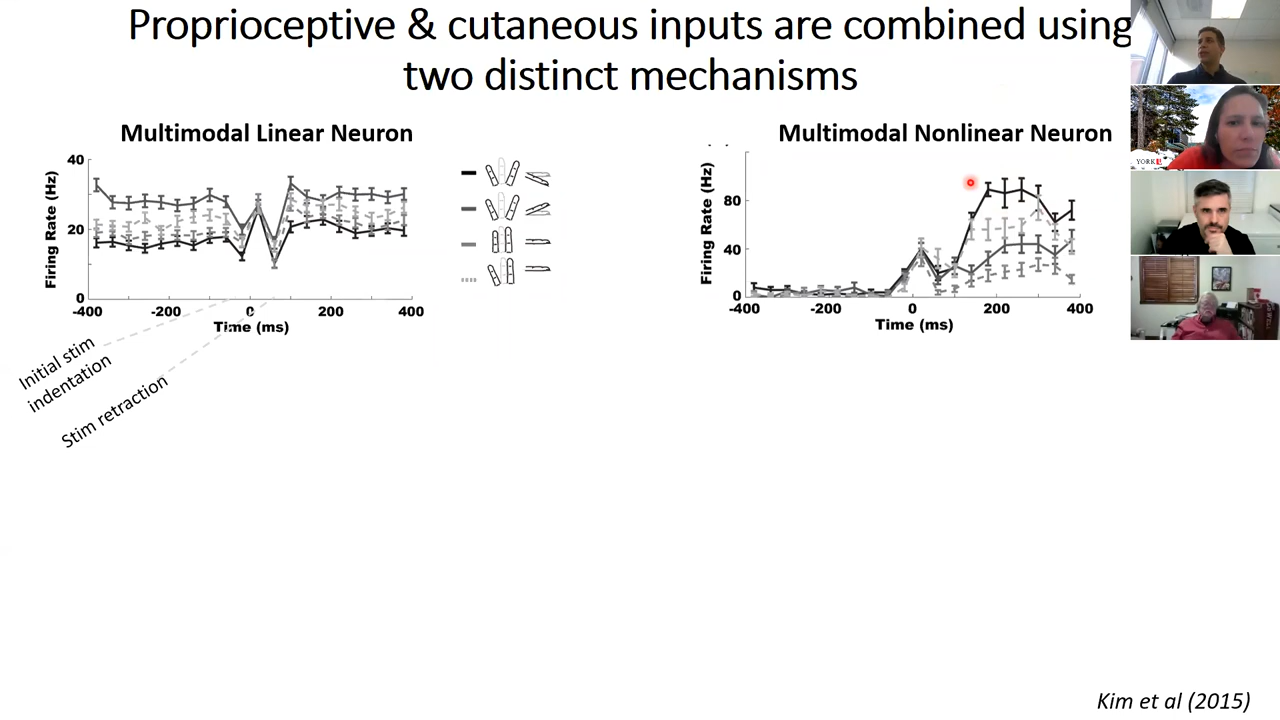 Proprioceptive & cutaneous inputs are combined using
two distinct mechanisms
Multimodal Linear Neuron
Firing Rate (Hz)
40
20
0
-400
-200
0
200
400
Time (ms)
Initial stim
indentation
Stim retraction
Multimodal Nonlinear Neuron
Firing Rate (Hz)
80
40
0
-400
-200
0
200
400
Time (ms)
YORK U
Kim et al (2015)